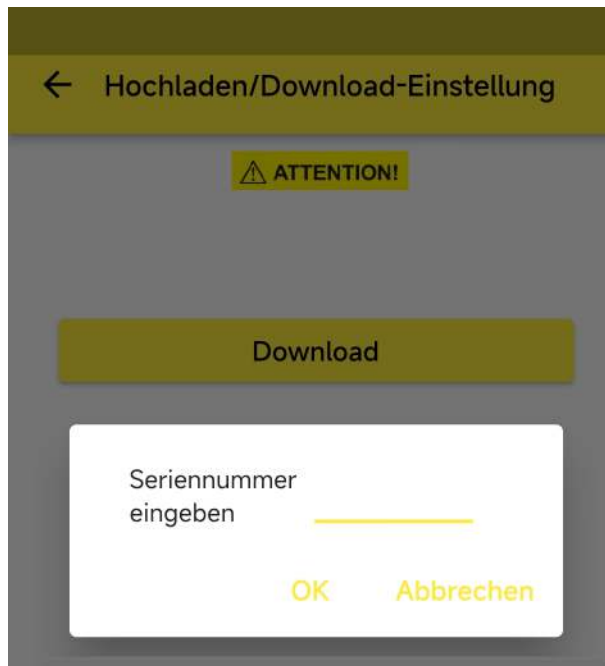 Hochladen/Download-Einstellung
⚠ ATTENTION!
Download
Seriennummer
eingeben
OK Abbrechen